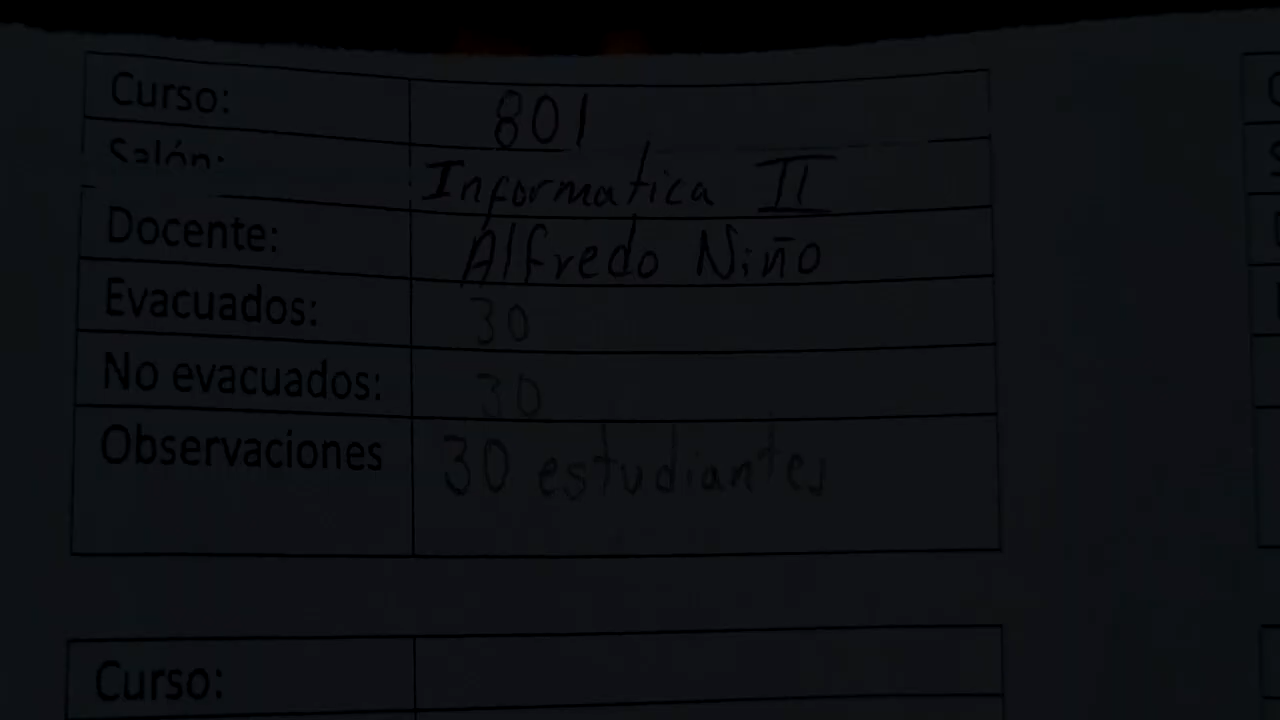 Curso: 801
Salón: Informatica II
Docente: Alfredo Niño
Evacuados: 30
No evacuados: 30
Observaciones 30 estudiantes
Curso: